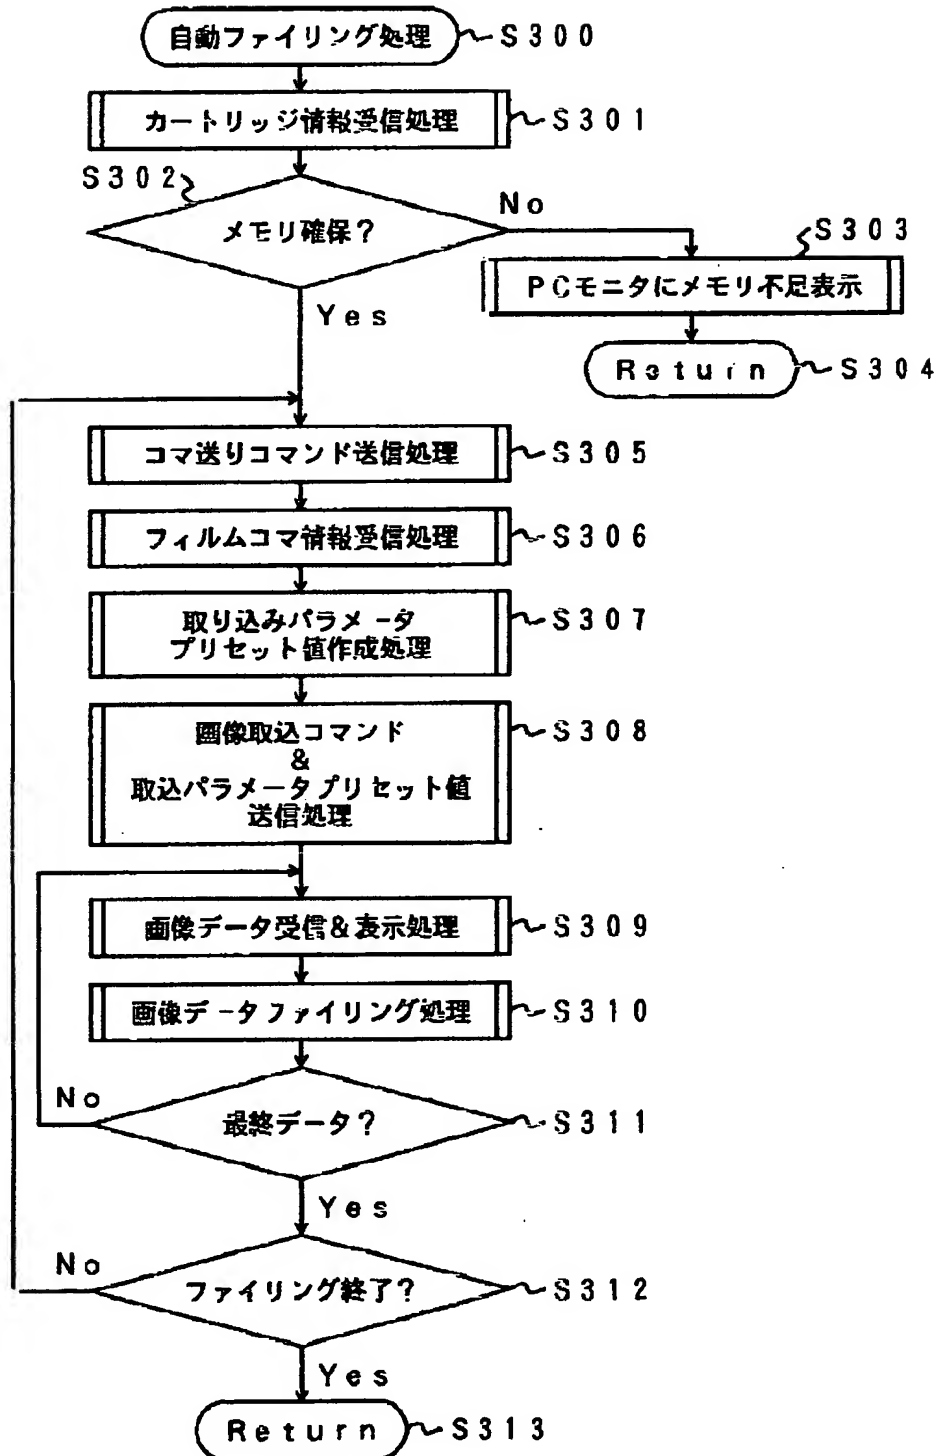 自動ファイリング処理 S300
カートリッジ情報受信処理 S301
S302
メモリ確保?
No
S303
PCモニタにメモリ不足表示
Yes
Return S304
コマ送りコマンド送信処理 S305
フィルムコマ情報受信処理 S306
取り込みパラメータ S307
プリセット値作成処理
画像取込コマンド S308
&
取込パラメータプリセット値
送信処理
画像データ受信&表示処理 S309
画像データファイリング処理 S310
No
最終データ? S311
Yes
No
ファイリング終了? S312
Yes
Return S313